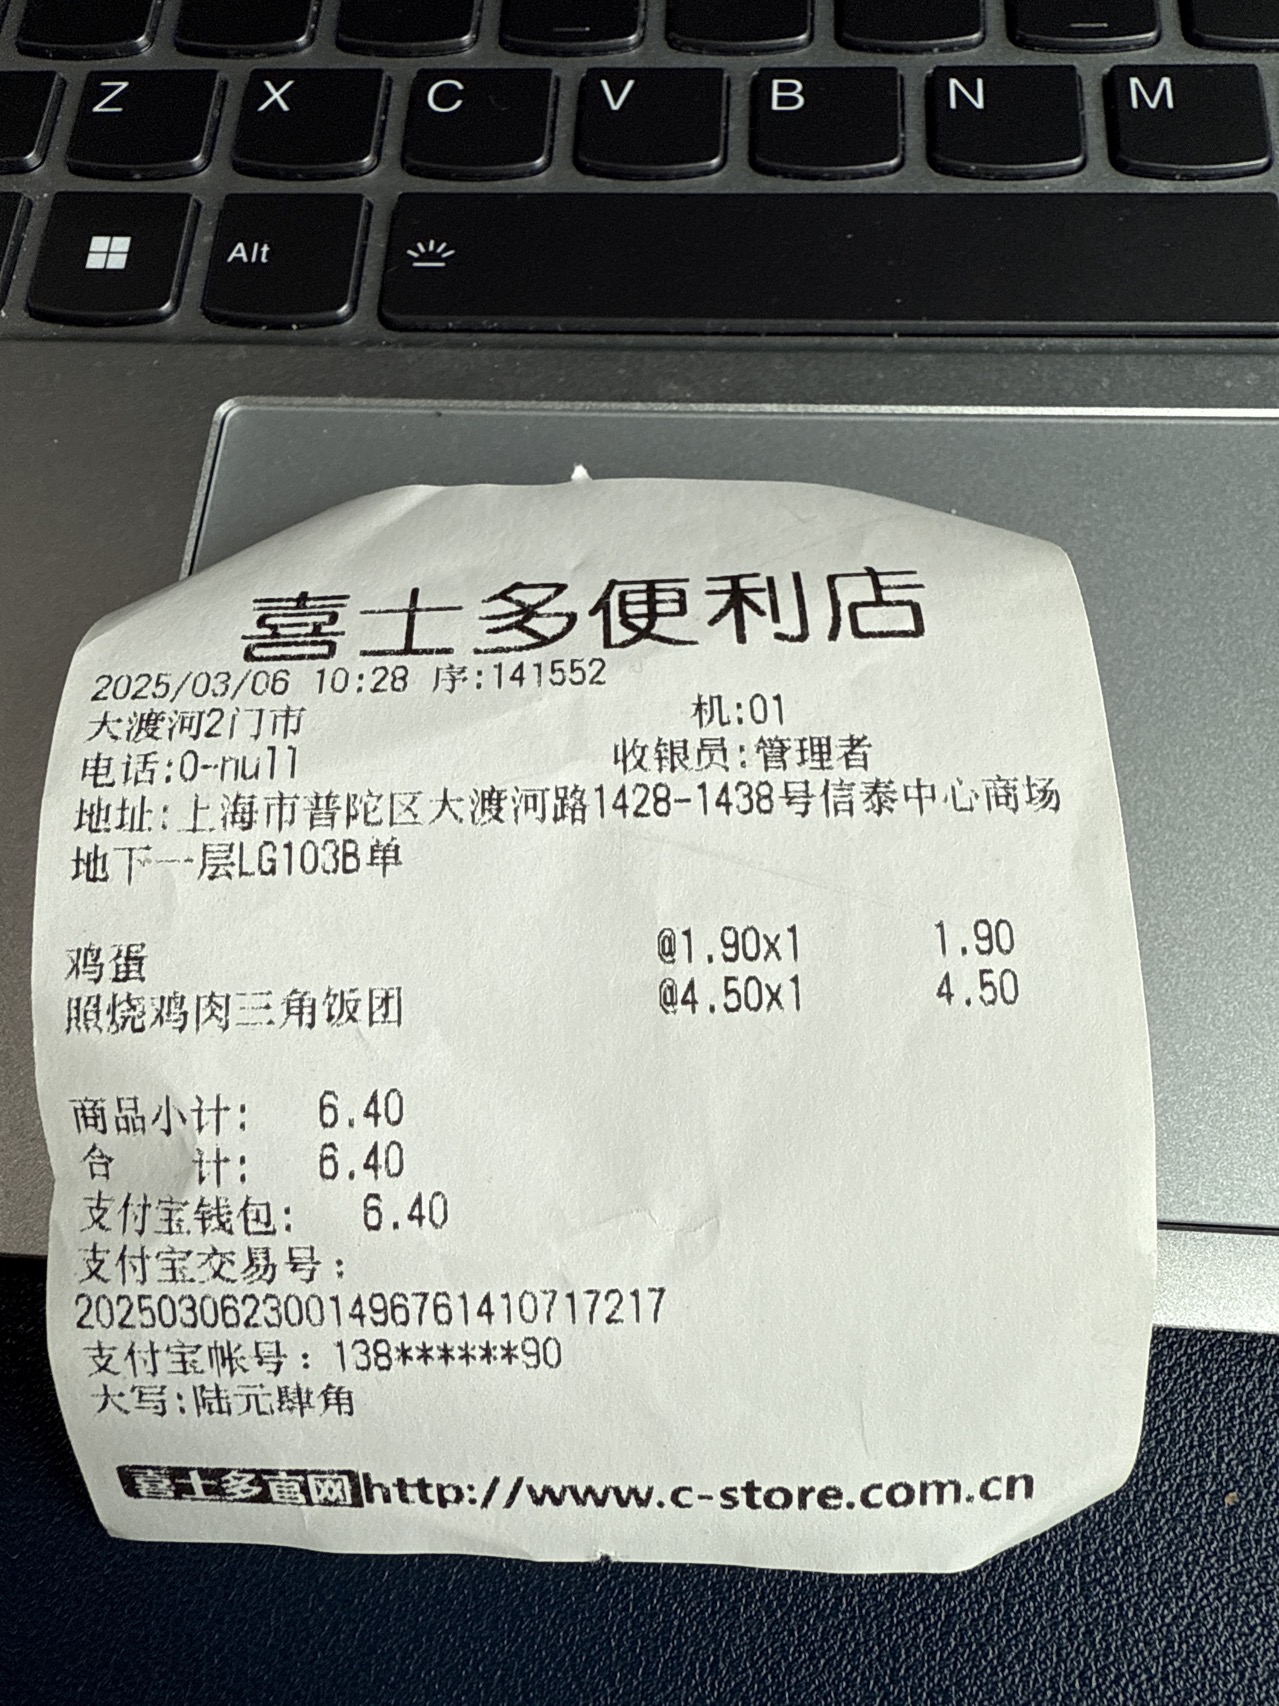 Z X C V B N M
Alt
喜士多便利店
2025/03/06 10:28 序:141552
大渡河2门市 机:01
电话:0-null 收银员:管理者
地址:上海市普陀区大渡河路1428-1438号信泰中心商场
地下一层LG103B单
鸡蛋 @1.90x1 1.90
照烧鸡肉三角饭团 @4.50x1 4.50
商品小计: 6.40
合 计: 6.40
支付宝钱包: 6.40
支付宝交易号:
2025030623001496761410717217
支付宝帐号:138******90
大写:陆元肆角
喜士多官网http://www.c-store.com.cn